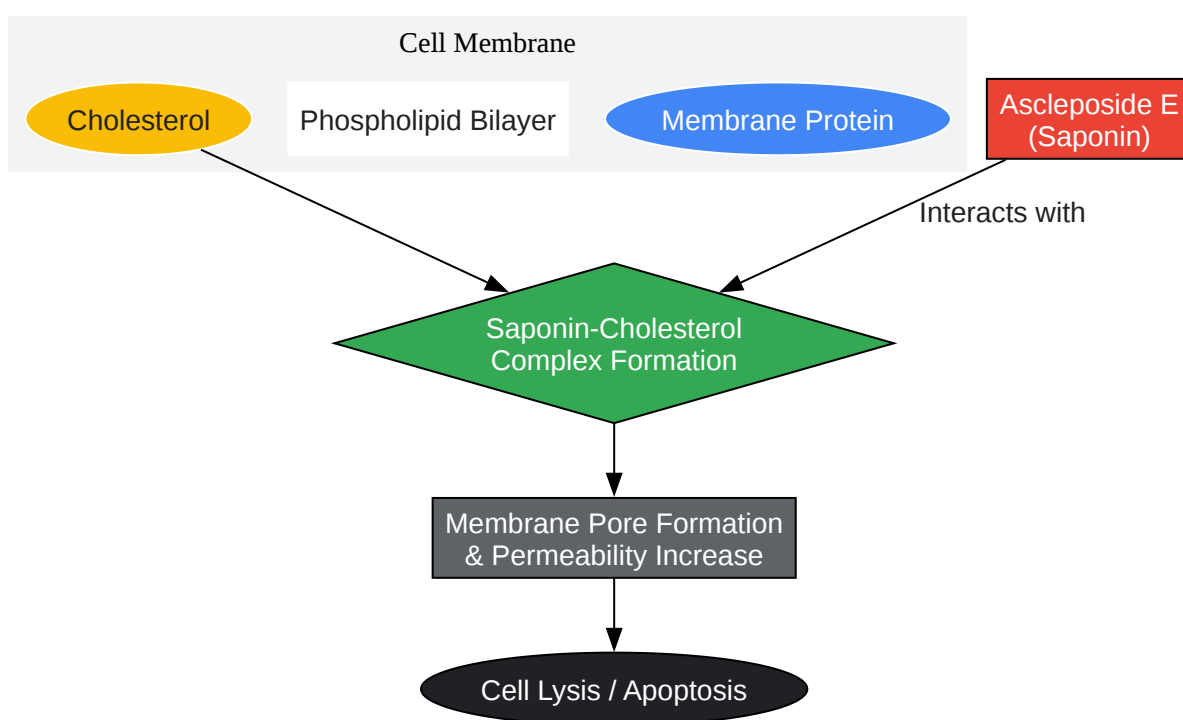 Cell Membrane
Cholesterol
Phospholipid Bilayer
Membrane Protein
Ascleposide E
(Saponin)
Interacts with
Saponin-Cholesterol
Complex Formation
Membrane Pore Formation
& Permeability Increase
Cell Lysis / Apoptosis